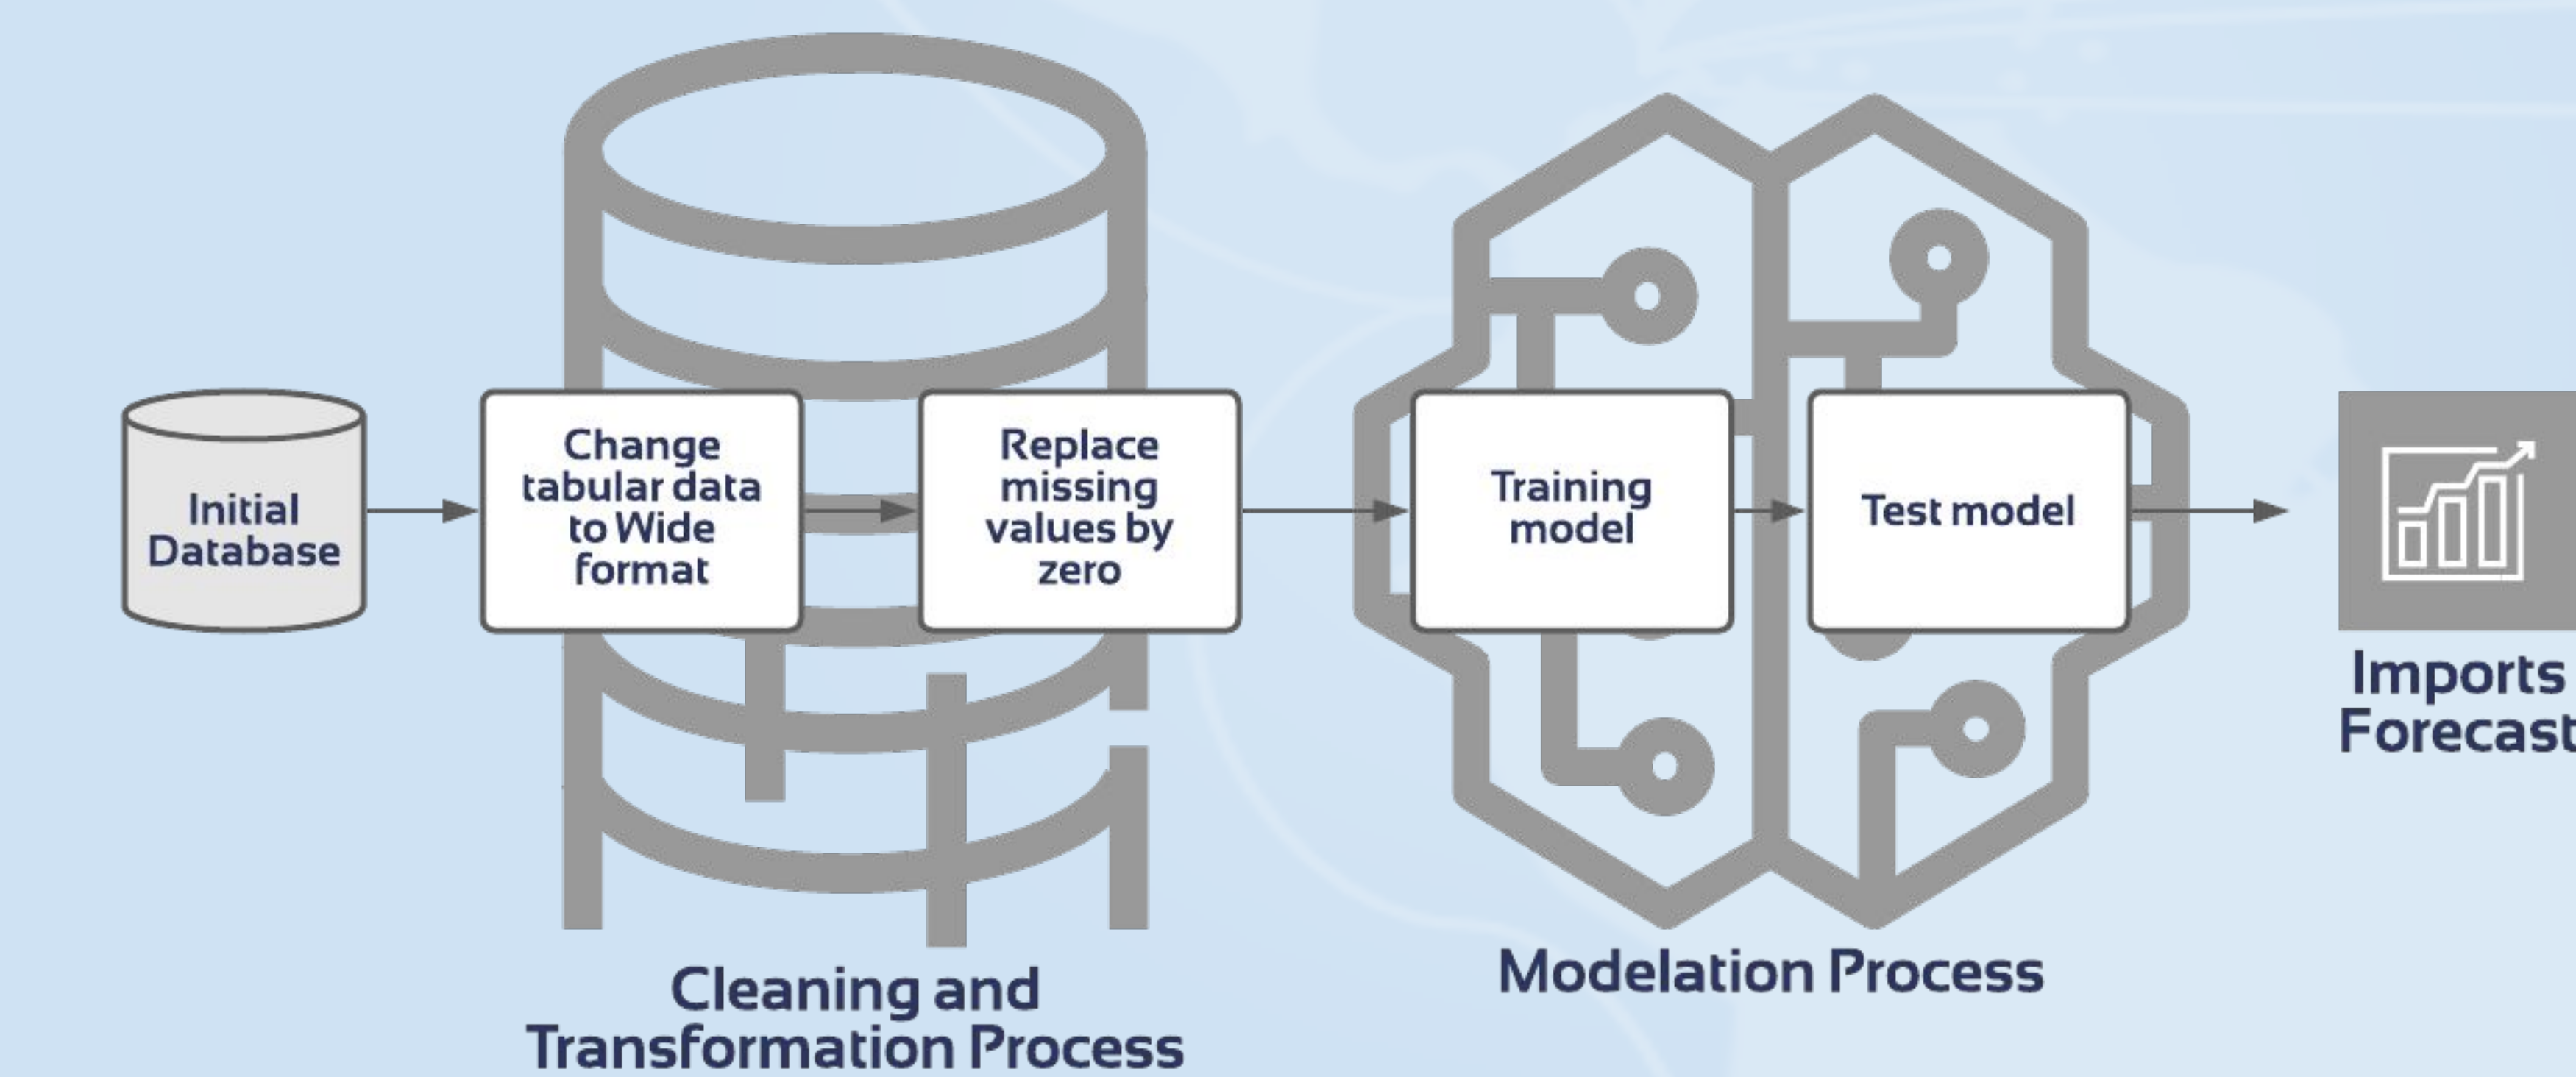 Initial
Database
Change
tabular data
to Wide
format
Replace
missing
values by
zero
Training
model
Test model
Imports
Forecast
Cleaning and
Transformation Process
Modelation Process